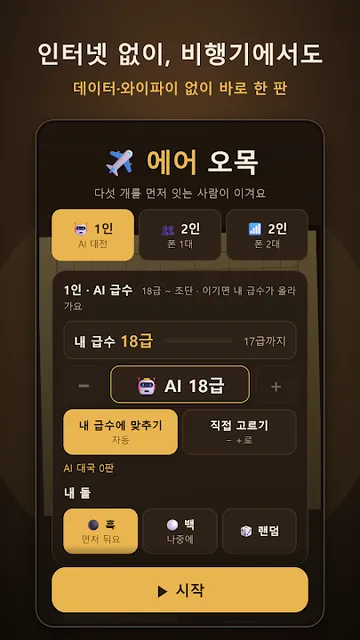 인터넷 없이, 비행기에서도
데이터·와이파이 없이 바로 한 판
에어 오목
다섯 개를 먼저 잇는 사람이 이겨요
1인
AI 대전
2인
폰 1대
2인
폰 2대
1인 · AI 급수 18급 ~ 초단 · 이기면 내 급수가 올라
가요
내 급수 18급 17급까지
− AI 18급 +
내 급수에 맞추기
자동
직접 고르기
− + 로
AI 대국 0판
내 돌
흑
먼저 둬요
백
나중에
랜덤
▶ 시작